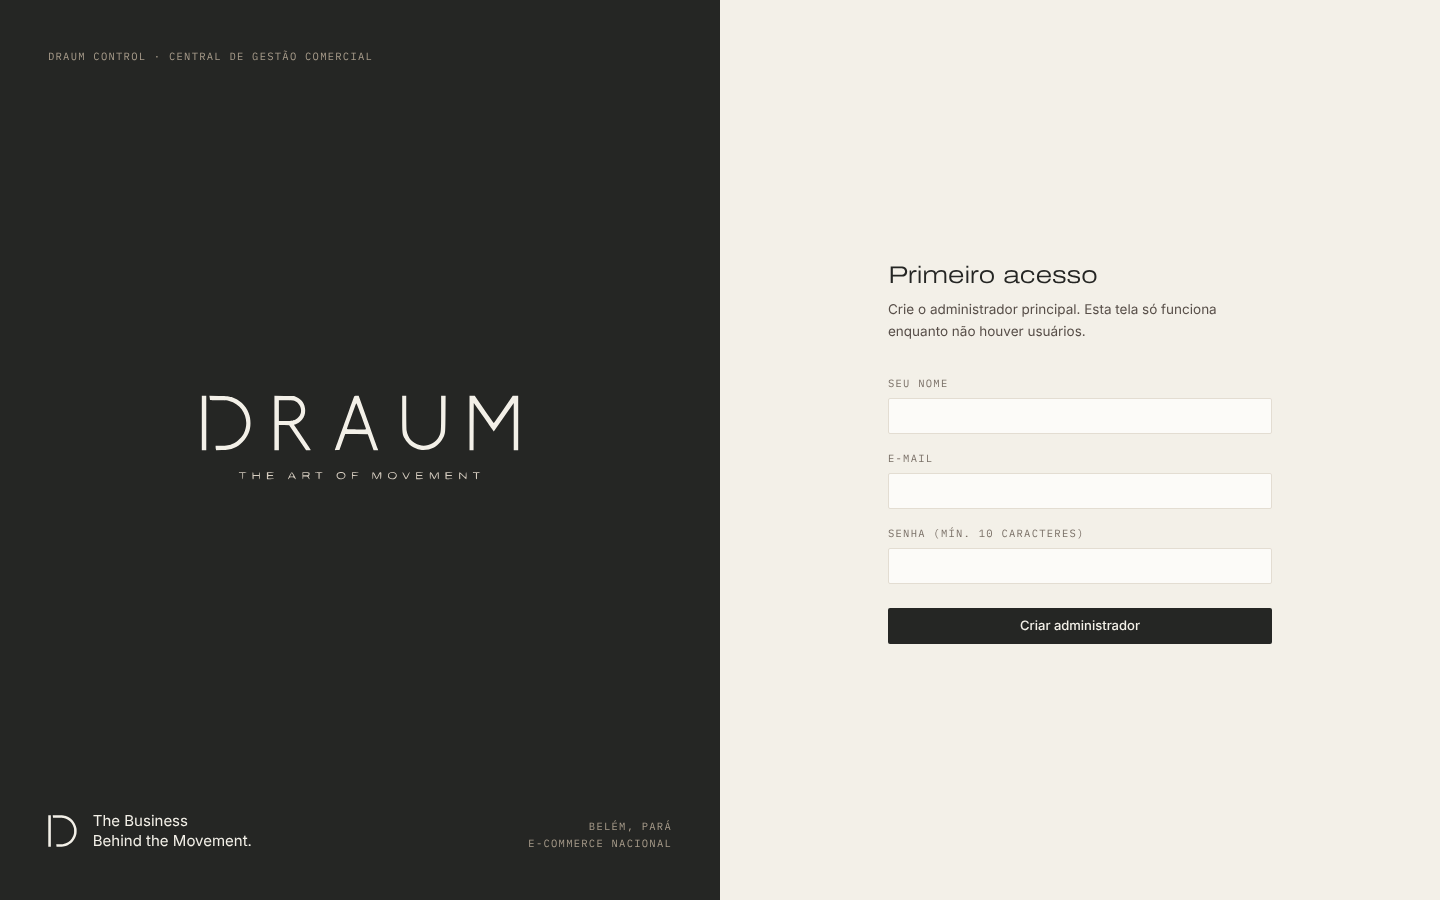 DRAUM CONTROL · CENTRAL DE GESTÃO COMERCIAL
DRAUM
THE ART OF MOVEMENT
D
The Business
Behind the Movement.
BELÉM, PARÁ
E-COMMERCE NACIONAL
Primeiro acesso
Crie o administrador principal. Esta tela só funciona
enquanto não houver usuários.
SEU NOME
E-MAIL
SENHA (MÍN. 10 CARACTERES)
Criar administrador